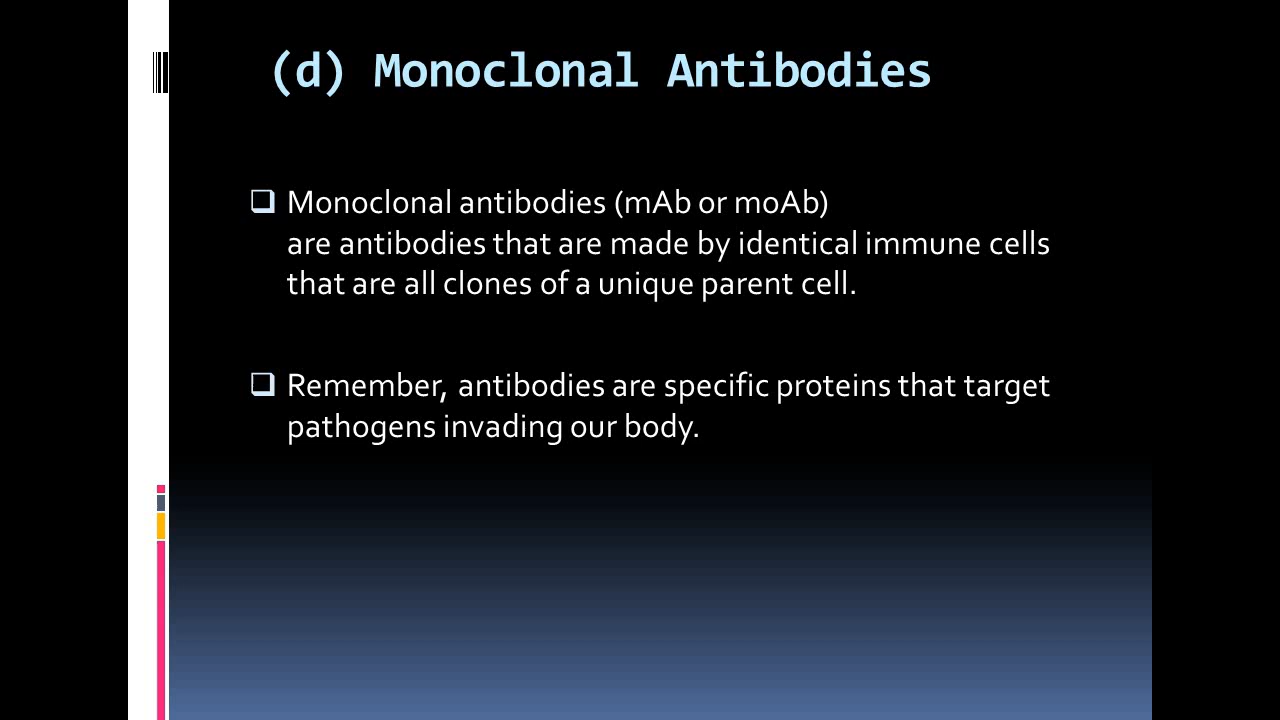 (d) Monoclonal Antibodies
❑ Monoclonal antibodies (mAb or moAb)
are antibodies that are made by identical immune cells
that are all clones of a unique parent cell.
❑ Remember, antibodies are specific proteins that target
pathogens invading our body.